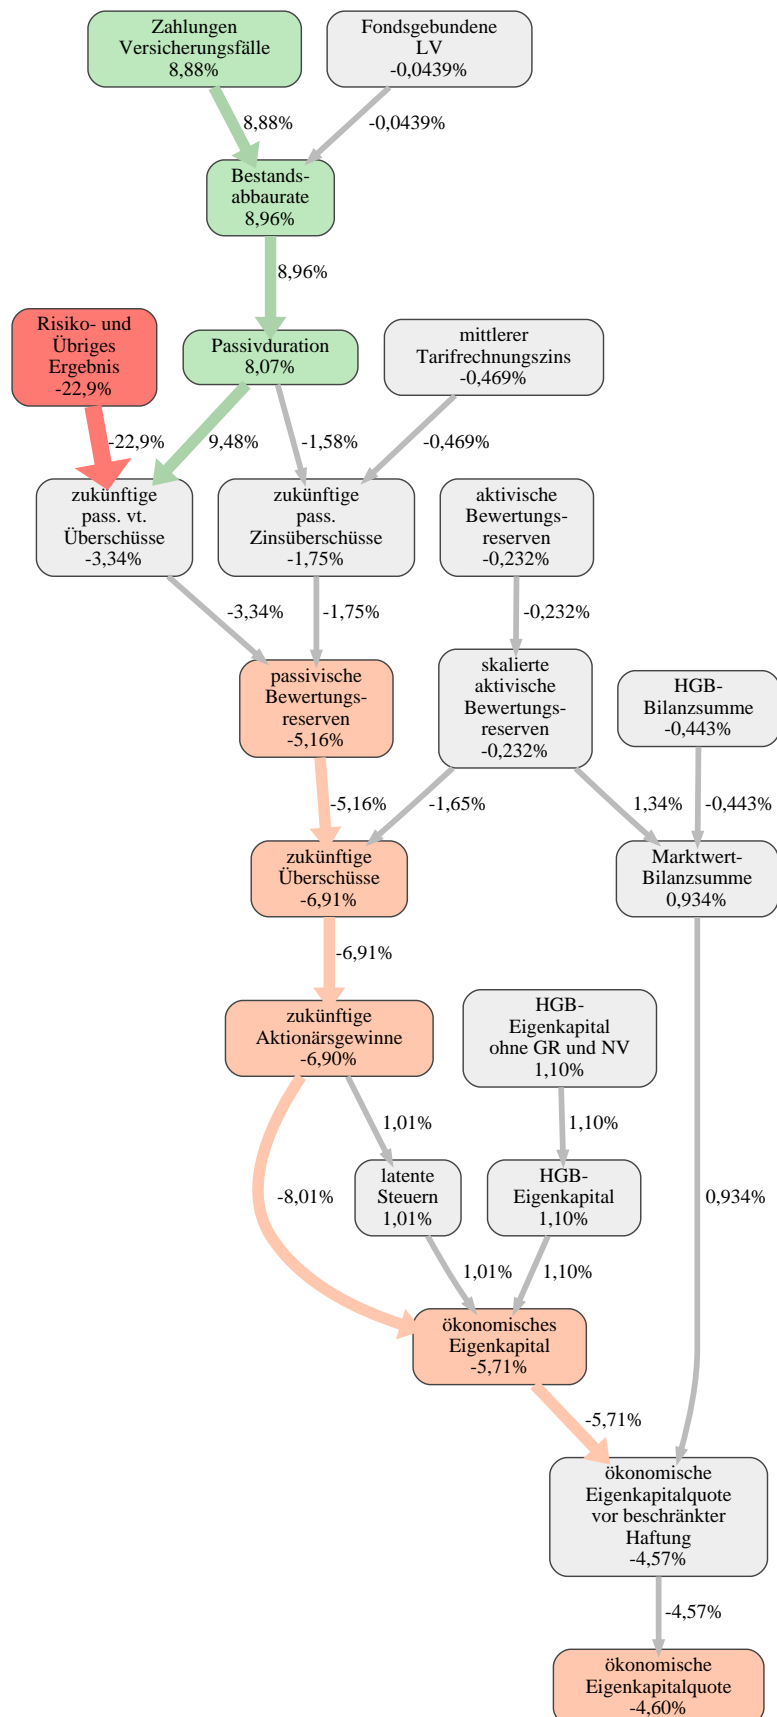 Zahlungen
Versicherungsfälle
8,88%
Fondsgebundene
LV
-0,0439%
8,88%
-0,0439%
Bestands-
abbaurate
8,96%
8,96%
Risiko- und
Übriges
Ergebnis
-22,9%
Passivduration
8,07%
mittlerer
Tarifrechnungszins
-0,469%
-22,9%
9,48%
-1,58%
-0,469%
zukünftige
pass. vt.
Überschüsse
-3,34%
zukünftige
pass.
Zinsüberschüsse
-1,75%
aktivische
Bewertungs-
reserven
-0,232%
-3,34%
-1,75%
-0,232%
passivische
Bewertungs-
reserven
-5,16%
skalierte
aktivische
Bewertungs-
reserven
-0,232%
HGB-
Bilanzsumme
-0,443%
-5,16%
-1,65%
1,34%
-0,443%
zukünftige
Überschüsse
-6,91%
Marktwert-
Bilanzsumme
0,934%
-6,91%
zukünftige
Aktionärsgewinne
-6,90%
HGB-
Eigenkapital
ohne GR und NV
1,10%
1,01%
1,10%
-8,01%
latente
Steuern
1,01%
HGB-
Eigenkapital
1,10%
0,934%
1,01%
1,10%
ökonomisches
Eigenkapital
-5,71%
-5,71%
ökonomische
Eigenkapitalquote
vor beschränkter
Haftung
-4,57%
-4,57%
ökonomische
Eigenkapitalquote
-4,60%